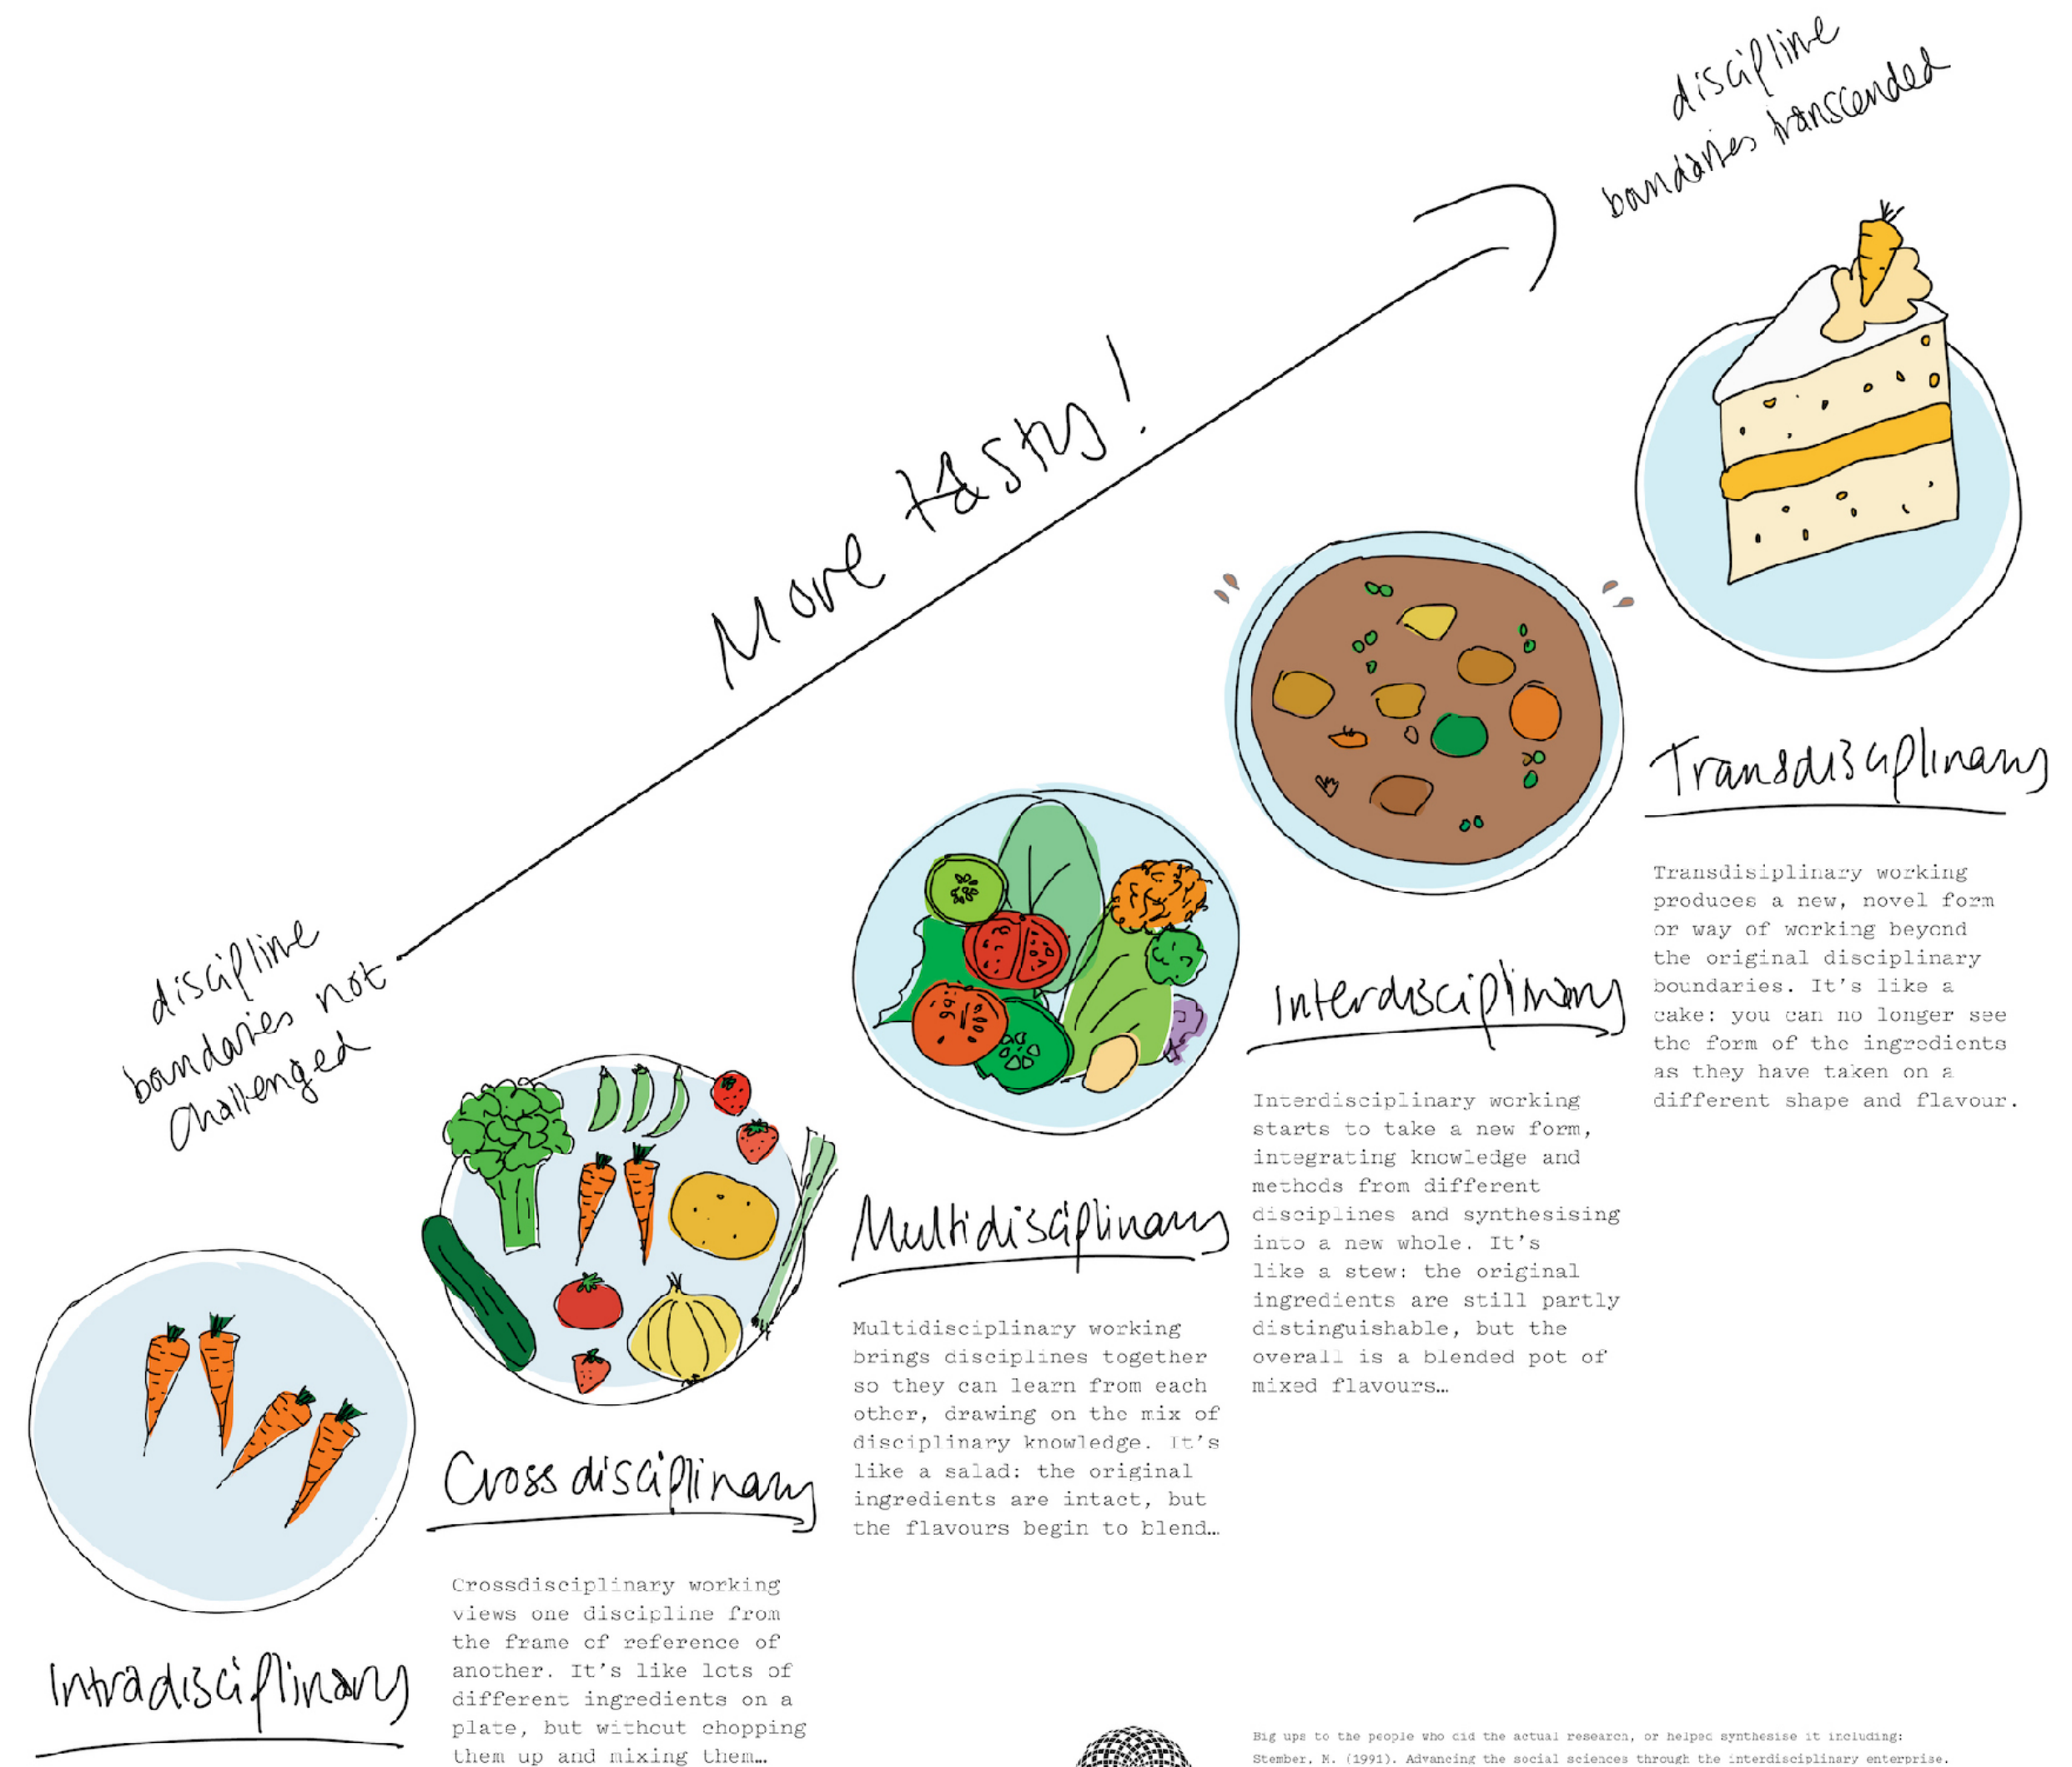 discipline
boundaries transcended
More tasty!
discipline
boundaries not
challenged
Transdisciplinary
Transdisiplinary working
produces a new, novel form
or way of working beyond
the original disciplinary
boundaries. It's like a
cake: you can no longer see
the form of the ingredients
as they have taken on a
different shape and flavour.
Interdisciplinary
Interdisciplinary working
starts to take a new form,
integrating knowledge and
methods from different
disciplines and synthesising
into a new whole. It's
like a stew: the original
ingredients are still partly
distinguishable, but the
overall is a blended pot of
mixed flavours…
Multidisciplinary
Multidisciplinary working
brings disciplines together
so they can learn from each
other, drawing on the mix of
disciplinary knowledge. It's
like a salad: the original
ingredients are intact, but
the flavours begin to blend…
Crossdisciplinary
Crossdisciplinary working
views one discipline from
the frame of reference of
another. It's like lots of
different ingredients on a
plate, but without chopping
them up and mixing them…
Intradisciplinary
Big ups to the people who did the actual research, or helped synthesise it including:
Stember, M. (1991). Advancing the social sciences through the interdisciplinary enterprise.